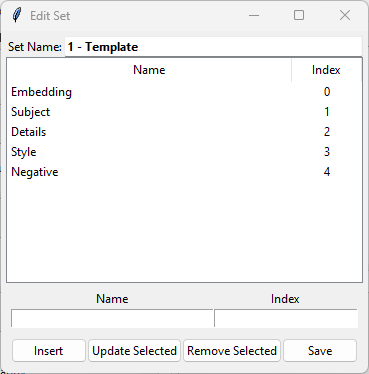 Edit Set
Set Name: 1 - Template
Name Index
Embedding 0
Subject 1
Details 2
Style 3
Negative 4
Name Index
Insert Update Selected Remove Selected Save